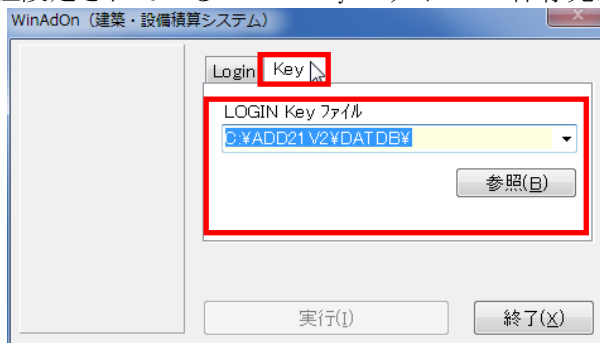 WinAdOn（建築・設備積算システム）
Login Key
LOGIN Key ファイル
C:¥ADD21V2¥DATDB¥
参照(B)
実行(I) 終了(X)